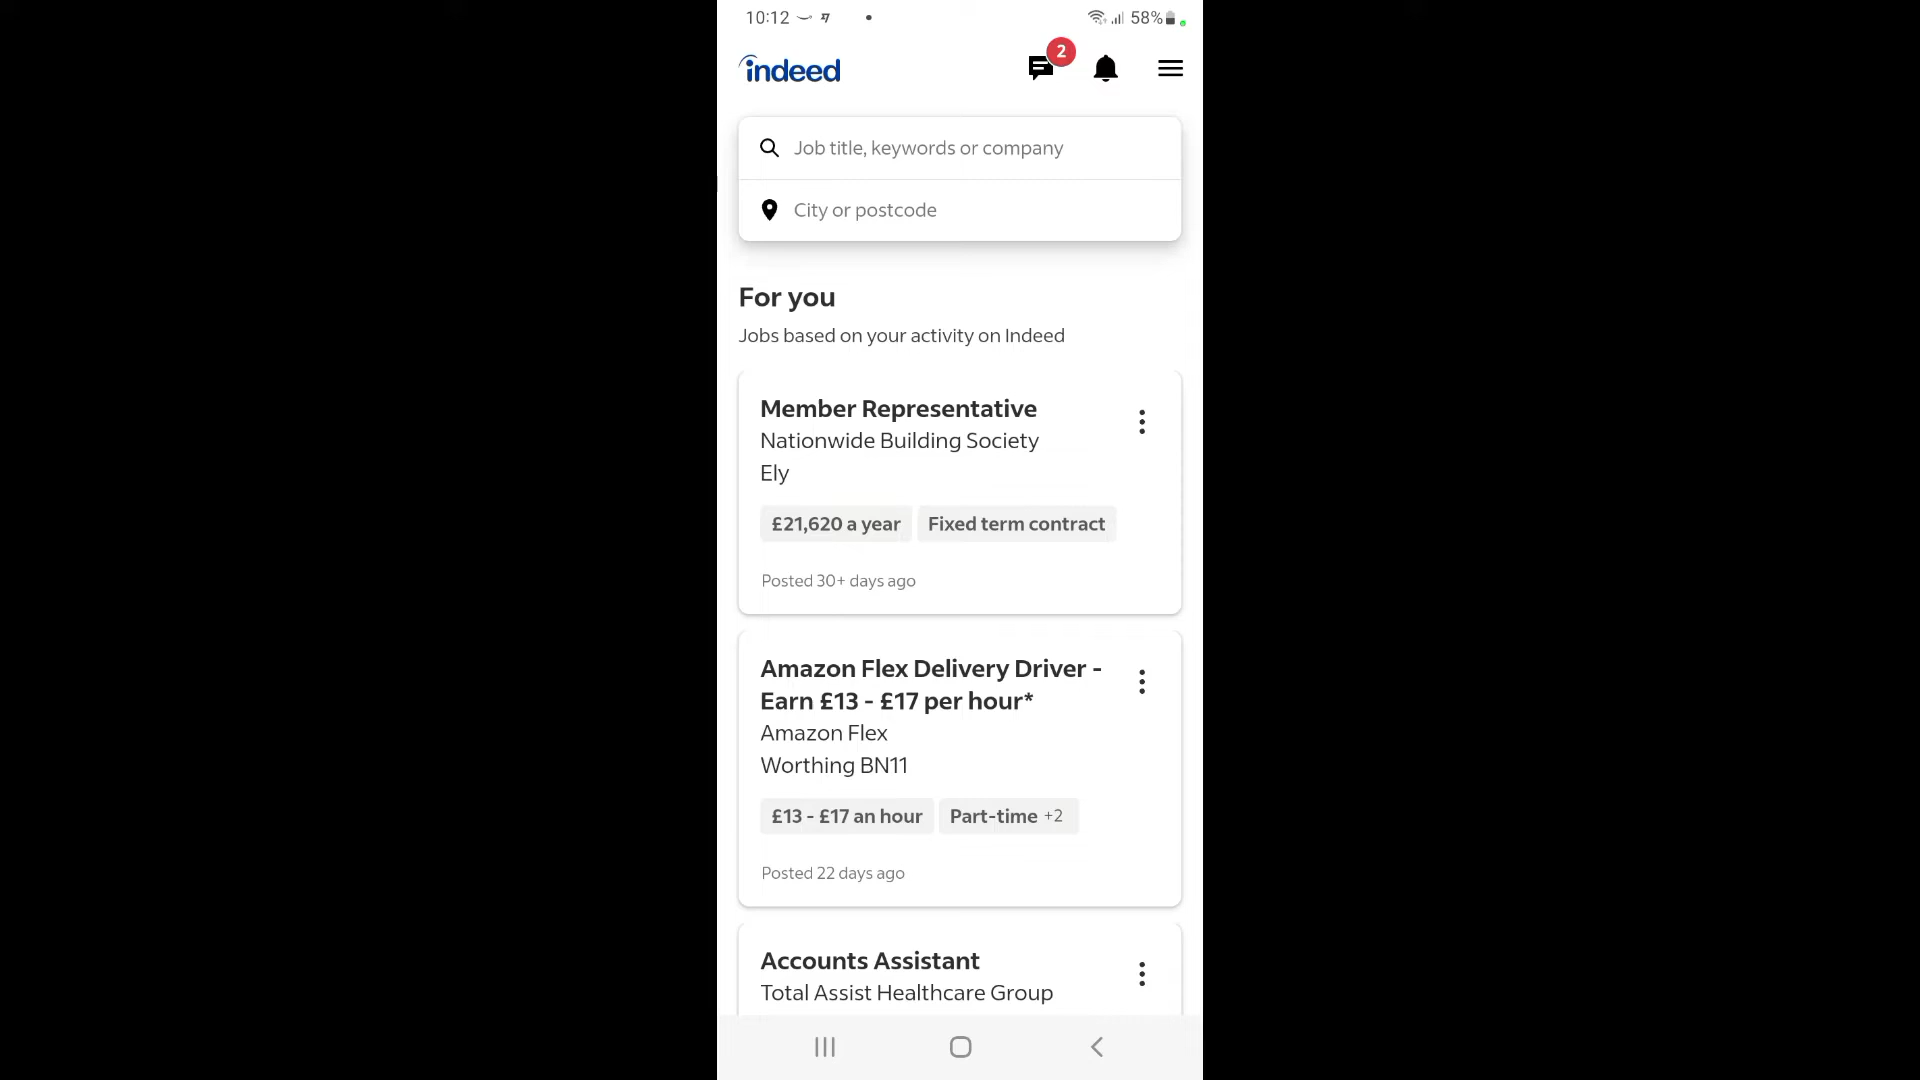 10:12
58%
indeed
2
Job title, keywords or company
City or postcode
For you
Jobs based on your activity on Indeed
Member Representative
Nationwide Building Society
Ely
£21,620 a year
Fixed term contract
Posted 30+ days ago
Amazon Flex Delivery Driver -
Earn £13 - £17 per hour*
Amazon Flex
Worthing BN11
£13 - £17 an hour
Part-time +2
Posted 22 days ago
Accounts Assistant
Total Assist Healthcare Group